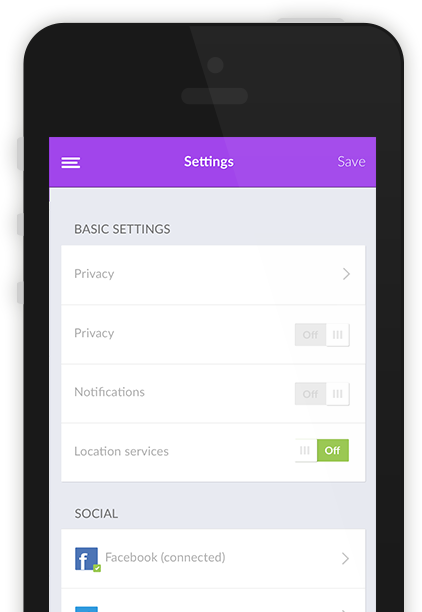 Settings
Save
BASIC SETTINGS
Privacy
Privacy
Off
Notifications
Off
Location services
Off
SOCIAL
f
Facebook (connected)